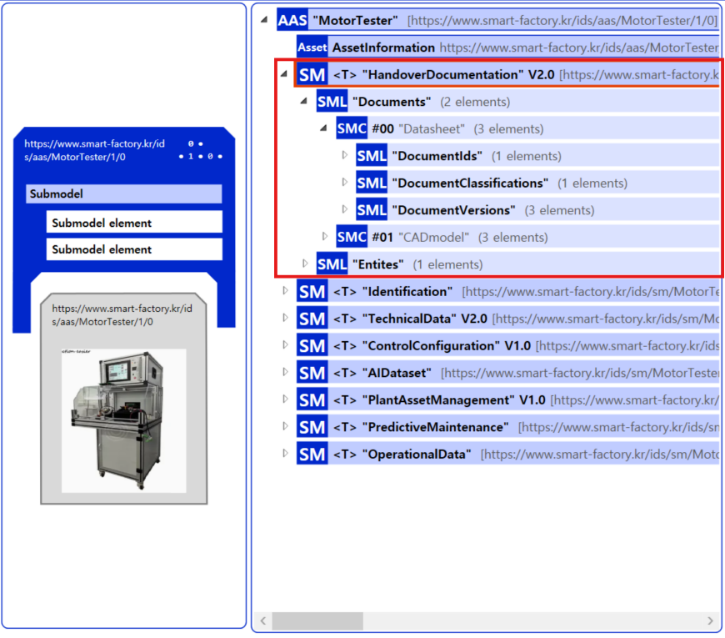 https://www.smart-factory.kr/id
s/aas/MotorTester/1/0
Submodel
Submodel element
Submodel element
https://www.smart-factory.kr/id
s/aas/MotorTester/1/0
AAS "MotorTester" [https://www.smart-factory.kr/ids/aas/MotorTester/1/0]
Asset AssetInformation https://www.smart-factory.kr/ids/aas/MotorTester
SM <T> "HandoverDocumentation" V2.0 [https://www.smart-factory.k
SML "Documents" (2 elements)
SMC #00 "Datasheet" (3 elements)
SML "DocumentIds" (1 elements)
SML "DocumentClassifications" (1 elements)
SML "DocumentVersions" (3 elements)
SMC #01 "CADmodel" (3 elements)
SML "Entites" (1 elements)
SM <T> "Identification" [https://www.smart-factory.kr/ids/sm/MotorTe
SM <T> "TechnicalData" V2.0 [https://www.smart-factory.kr/ids/sm/Mo
SM <T> "ControlConfiguration" V1.0 [https://www.smart-factory.kr/ids
SM <T> "AIDataset" [https://www.smart-factory.kr/ids/sm/MotorTester
SM <T> "PlantAssetManagement" V1.0 [https://www.smart-factory.kr/
SM <T> "PredictiveMaintenance" [https://www.smart-factory.kr/ids/sm
SM <T> "OperationalData" [https://www.smart-factory.kr/ids/sm/Mot